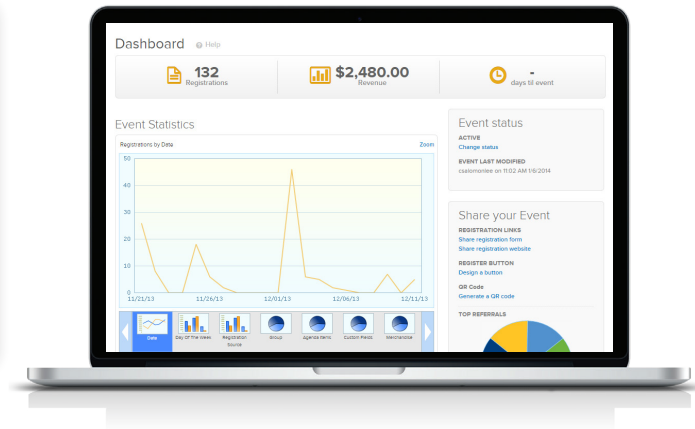 Dashboard
Help
132
Registrations
$2,480.00
Revenue
-
days til event
Event Statistics
Registrations by Date
Zoom
50
40
30
20
10
0
11/21/13
11/26/13
12/01/13
12/06/13
12/11/13
Date
Day Of The Week
Registration
Source
Group
Agenda Items
Custom Fields
Merchandise
Event status
ACTIVE
Change status
EVENT LAST MODIFIED
on 11:02 AM 1/6/2014
Share your Event
REGISTRATION LINKS
Share registration form
Share registration website
REGISTER BUTTON
Design a button
QR Code
Generate a QR code
TOP REFERRALS